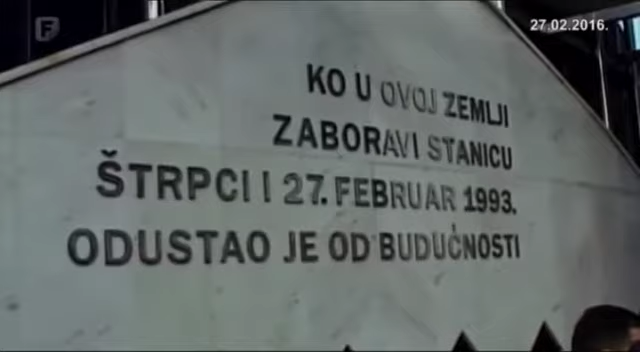 F
27.02.2016.
KO U OVOJ ZEMLJI
ZABORAVI STANICU
ŠTRPCI I 27. FEBRUAR 1993.
ODUSTAO JE OD BUDUĆNOSTI